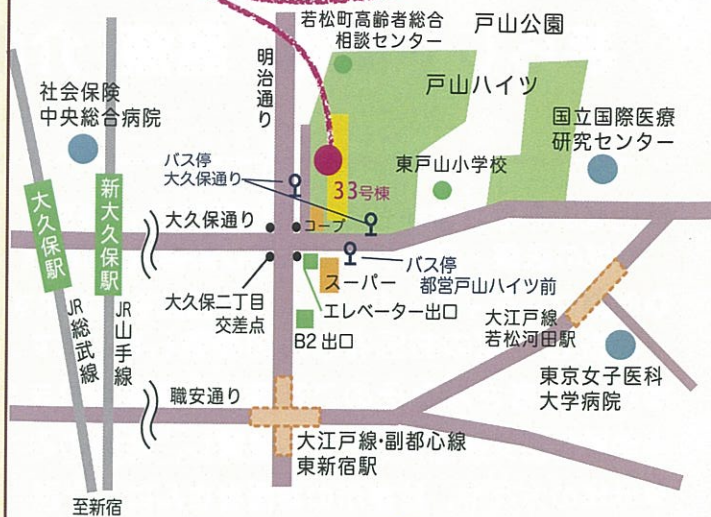 若松町高齢者総合
相談センター
戸山公園
明治通り
戸山ハイツ
社会保険
中央総合病院
国立国際医療
研究センター
バス停
大久保通り
東戸山小学校
33号棟
大久保駅
新大久保駅
大久保通り
コープ
バス停
都営戸山ハイツ前
スーパー
大久保二丁目
交差点
エレベーター出口
B2出口
大江戸線
若松河田駅
JR総武線
JR山手線
東京女子医科
大学病院
職安通り
大江戸線・副都心線
東新宿駅
至新宿